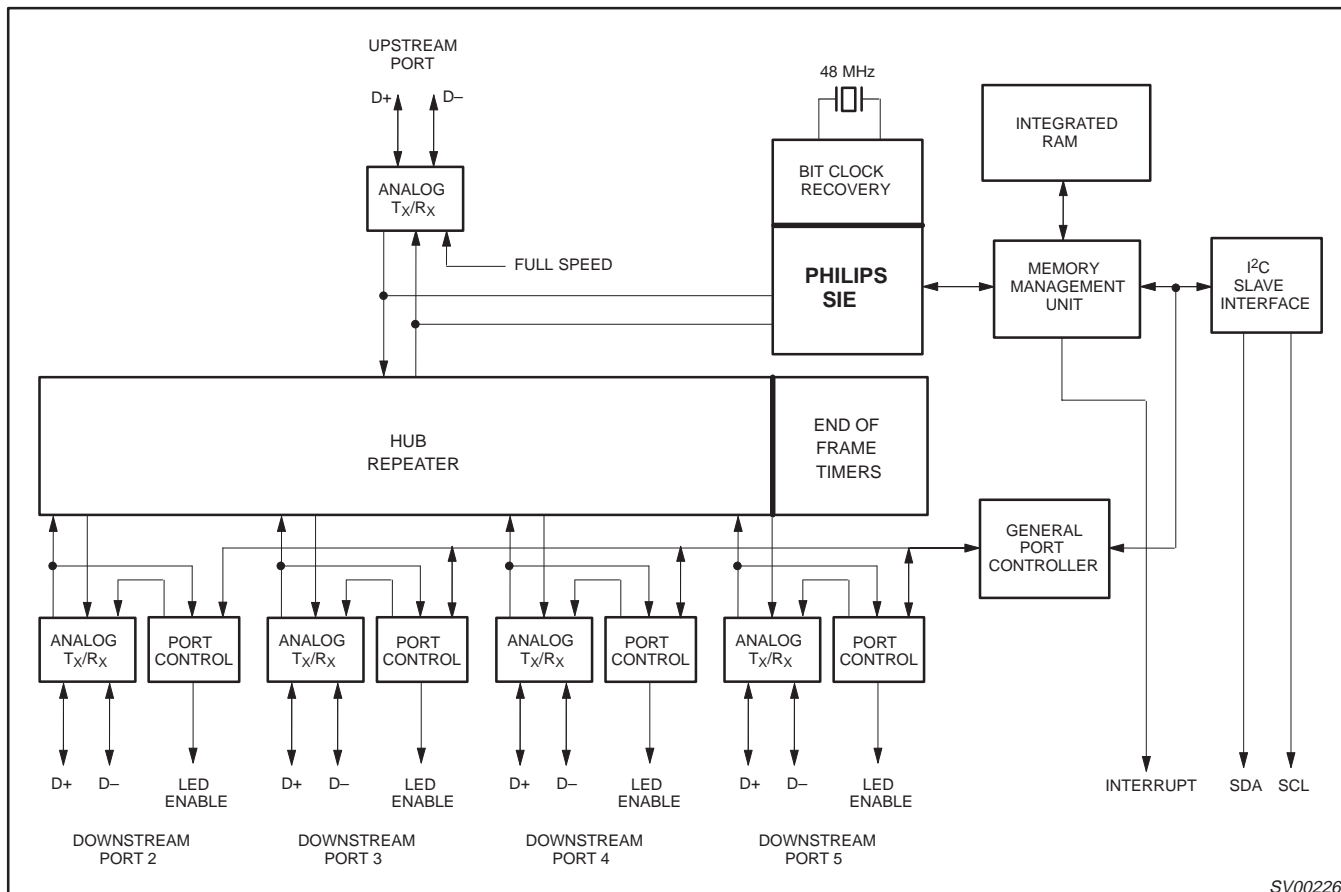 UPSTREAM
PORT
D+ D–
48 MHz
INTEGRATED
RAM
BIT CLOCK
RECOVERY
ANALOG
TX/RX
FULL SPEED
PHILIPS
SIE
MEMORY
MANAGEMENT
UNIT
I2C
SLAVE
INTERFACE
HUB
REPEATER
END OF
FRAME
TIMERS
GENERAL
PORT
CONTROLLER
ANALOG
TX/RX
PORT
CONTROL
ANALOG
TX/RX
PORT
CONTROL
ANALOG
TX/RX
PORT
CONTROL
ANALOG
TX/RX
PORT
CONTROL
D+ D–
LED
ENABLE
D+ D–
LED
ENABLE
D+ D–
LED
ENABLE
D+ D–
LED
ENABLE
INTERRUPT
SDA SCL
DOWNSTREAM
PORT 2
DOWNSTREAM
PORT 3
DOWNSTREAM
PORT 4
DOWNSTREAM
PORT 5
SV00226